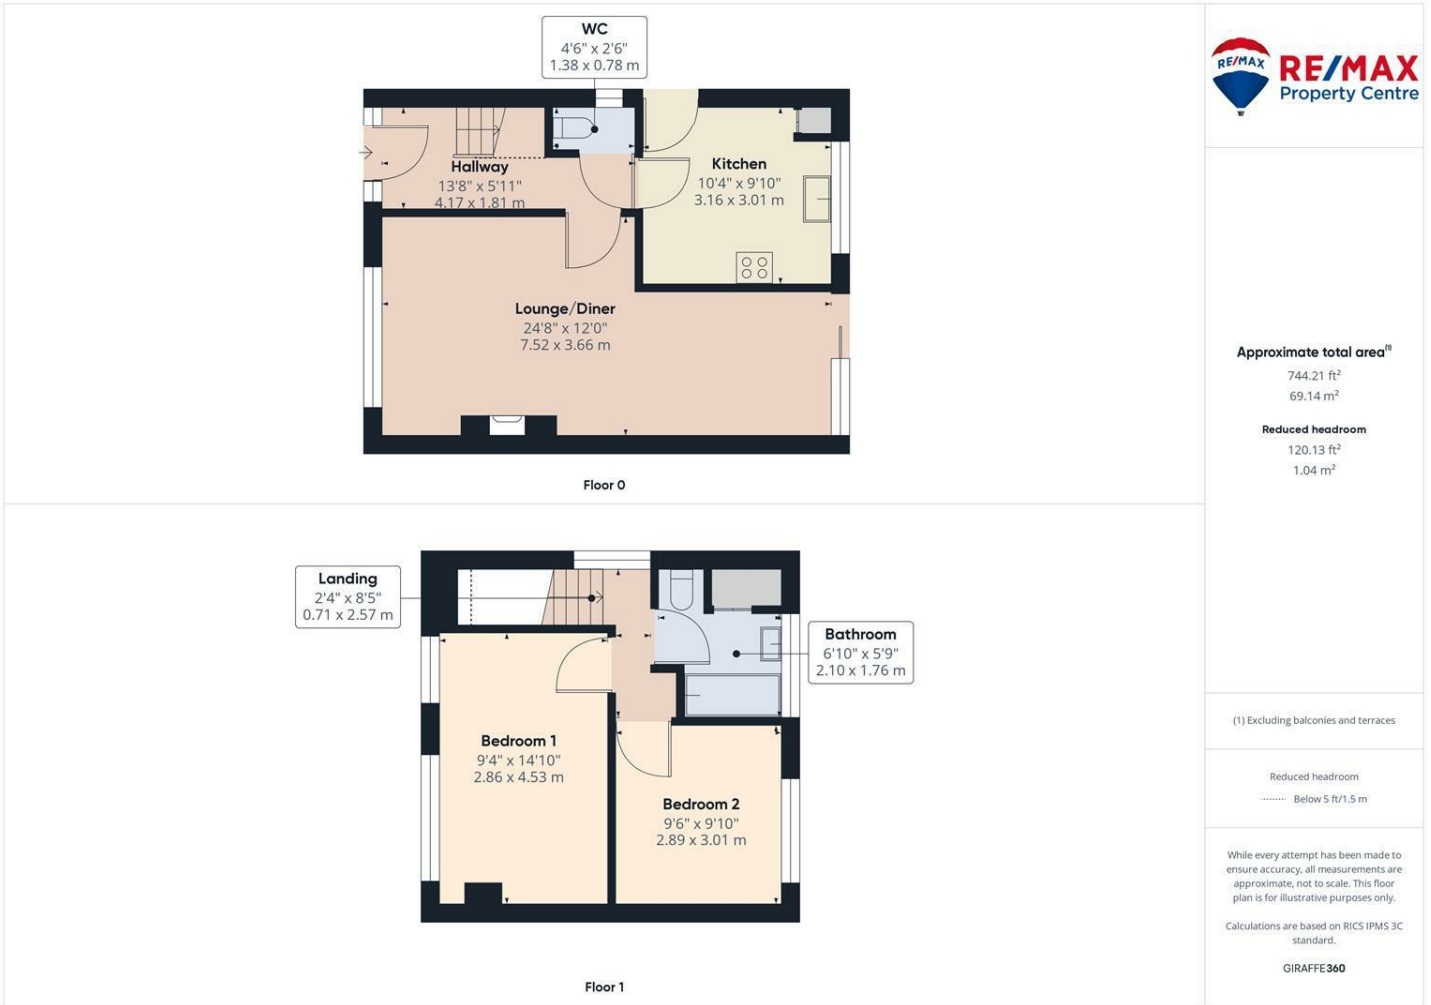 WC
4'6" x 2'6"
1.38 x 0.78 m
Hallway
13'8" x 5'11"
4.17 x 1.81 m
Kitchen
10'4" x 9'10"
3.16 x 3.01 m
Lounge/Diner
24'8" x 12'0"
7.52 x 3.66 m
Floor 0
Landing
2'4" x 8'5"
0.71 x 2.57 m
Bathroom
6'10" x 5'9"
2.10 x 1.76 m
Bedroom 1
9'4" x 14'10"
2.86 x 4.53 m
Bedroom 2
9'6" x 9'10"
2.89 x 3.01 m
Floor 1
RE/MAX
RE/MAX
Property Centre
Approximate total area⁽¹⁾
744.21 ft²
69.14 m²
Reduced headroom
120.13 ft²
1.04 m²
(1) Excluding balconies and terraces
Reduced headroom
Below 5 ft/1.5 m
While every attempt has been made to
ensure accuracy, all measurements are
approximate, not to scale. This floor
plan is for illustrative purposes only.
Calculations are based on RICS IPMS 3C
standard.
GIRAFFE360